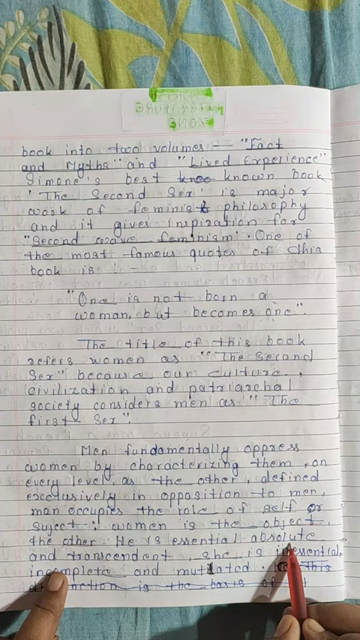 book into two volumes — "Fact
and Myths" and "Lived Experience"
Simone's best known book
'The Second Sex' is major
work of feminist philosophy
and it gives inspiration for
"Second wave feminism". One of
the most famous quotes of this
book is :-
"One is not born a
woman, but becomes one".
The title of this book
refers women as "The Second
Sex" because our culture,
civilization and patriarchal
society considers men as "The
first Sex".
Men fundamentally oppress
women by characterizing them, on
every level, as the other, defined
exclusively in opposition to men,
man occupies the role of self or
suject : women is the object,
the other. He is essential absolute
and transcendent, she is inessential,
incomplete and mutilated.
function is the basis of